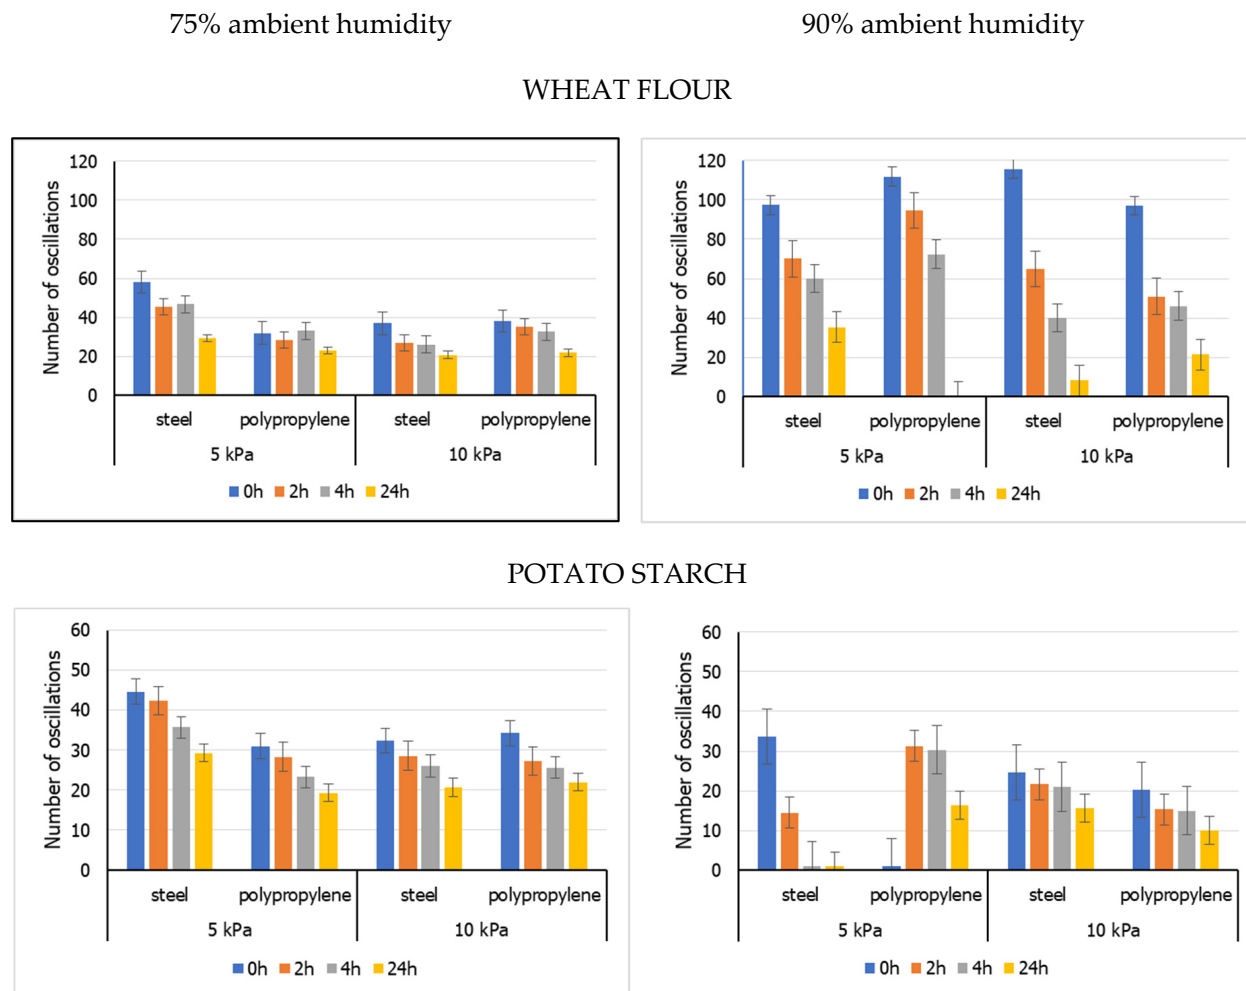 75% ambient humidity
90% ambient humidity
WHEAT FLOUR
Number of oscillations
120
100
80
60
40
20
0
steel polypropylene steel polypropylene
5 kPa 10 kPa
0h 2h 4h 24h
Number of oscillations
120
100
80
60
40
20
0
steel polypropylene steel polypropylene
5 kPa 10 kPa
0h 2h 4h 24h
POTATO STARCH
Number of oscillations
60
50
40
30
20
10
0
steel polypropylene steel polypropylene
5 kPa 10 kPa
0h 2h 4h 24h
Number of oscillations
60
50
40
30
20
10
0
steel polypropylene steel polypropylene
5 kPa 10 kPa
0h 2h 4h 24h